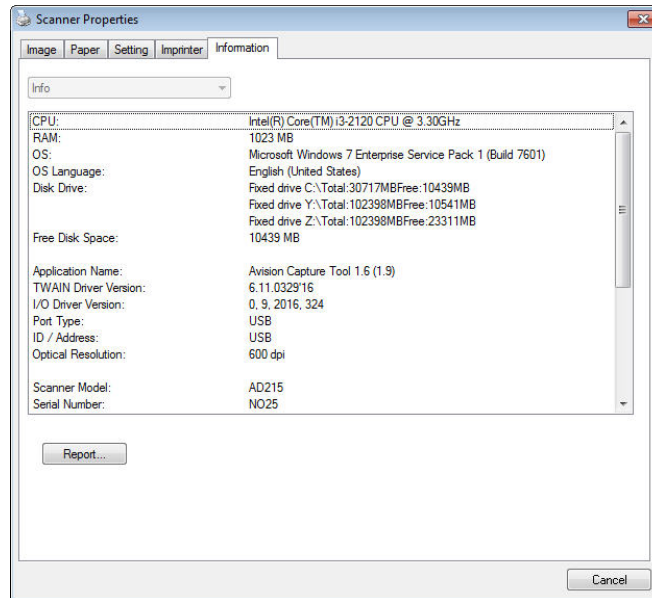 Scanner Properties
Image Paper Setting Imprinter Information
Info
CPU: Intel(R) Core(TM) i3-2120 CPU @ 3.30GHz
RAM: 1023 MB
OS: Microsoft Windows 7 Enterprise Service Pack 1 (Build 7601)
OS Language: English (United States)
Disk Drive: Fixed drive C:\Total:30717MBFree:10439MB
Fixed drive Y:\Total:102398MBFree:10541MB
Fixed drive Z:\Total:102398MBFree:23311MB
Free Disk Space: 10439 MB
Application Name: Avision Capture Tool 1.6 (1.9)
TWAIN Driver Version: 6.11.0329'16
I/O Driver Version: 0, 9, 2016, 324
Port Type: USB
ID / Address: USB
Optical Resolution: 600 dpi
Scanner Model: AD215
Serial Number: NO25
Report...
Cancel